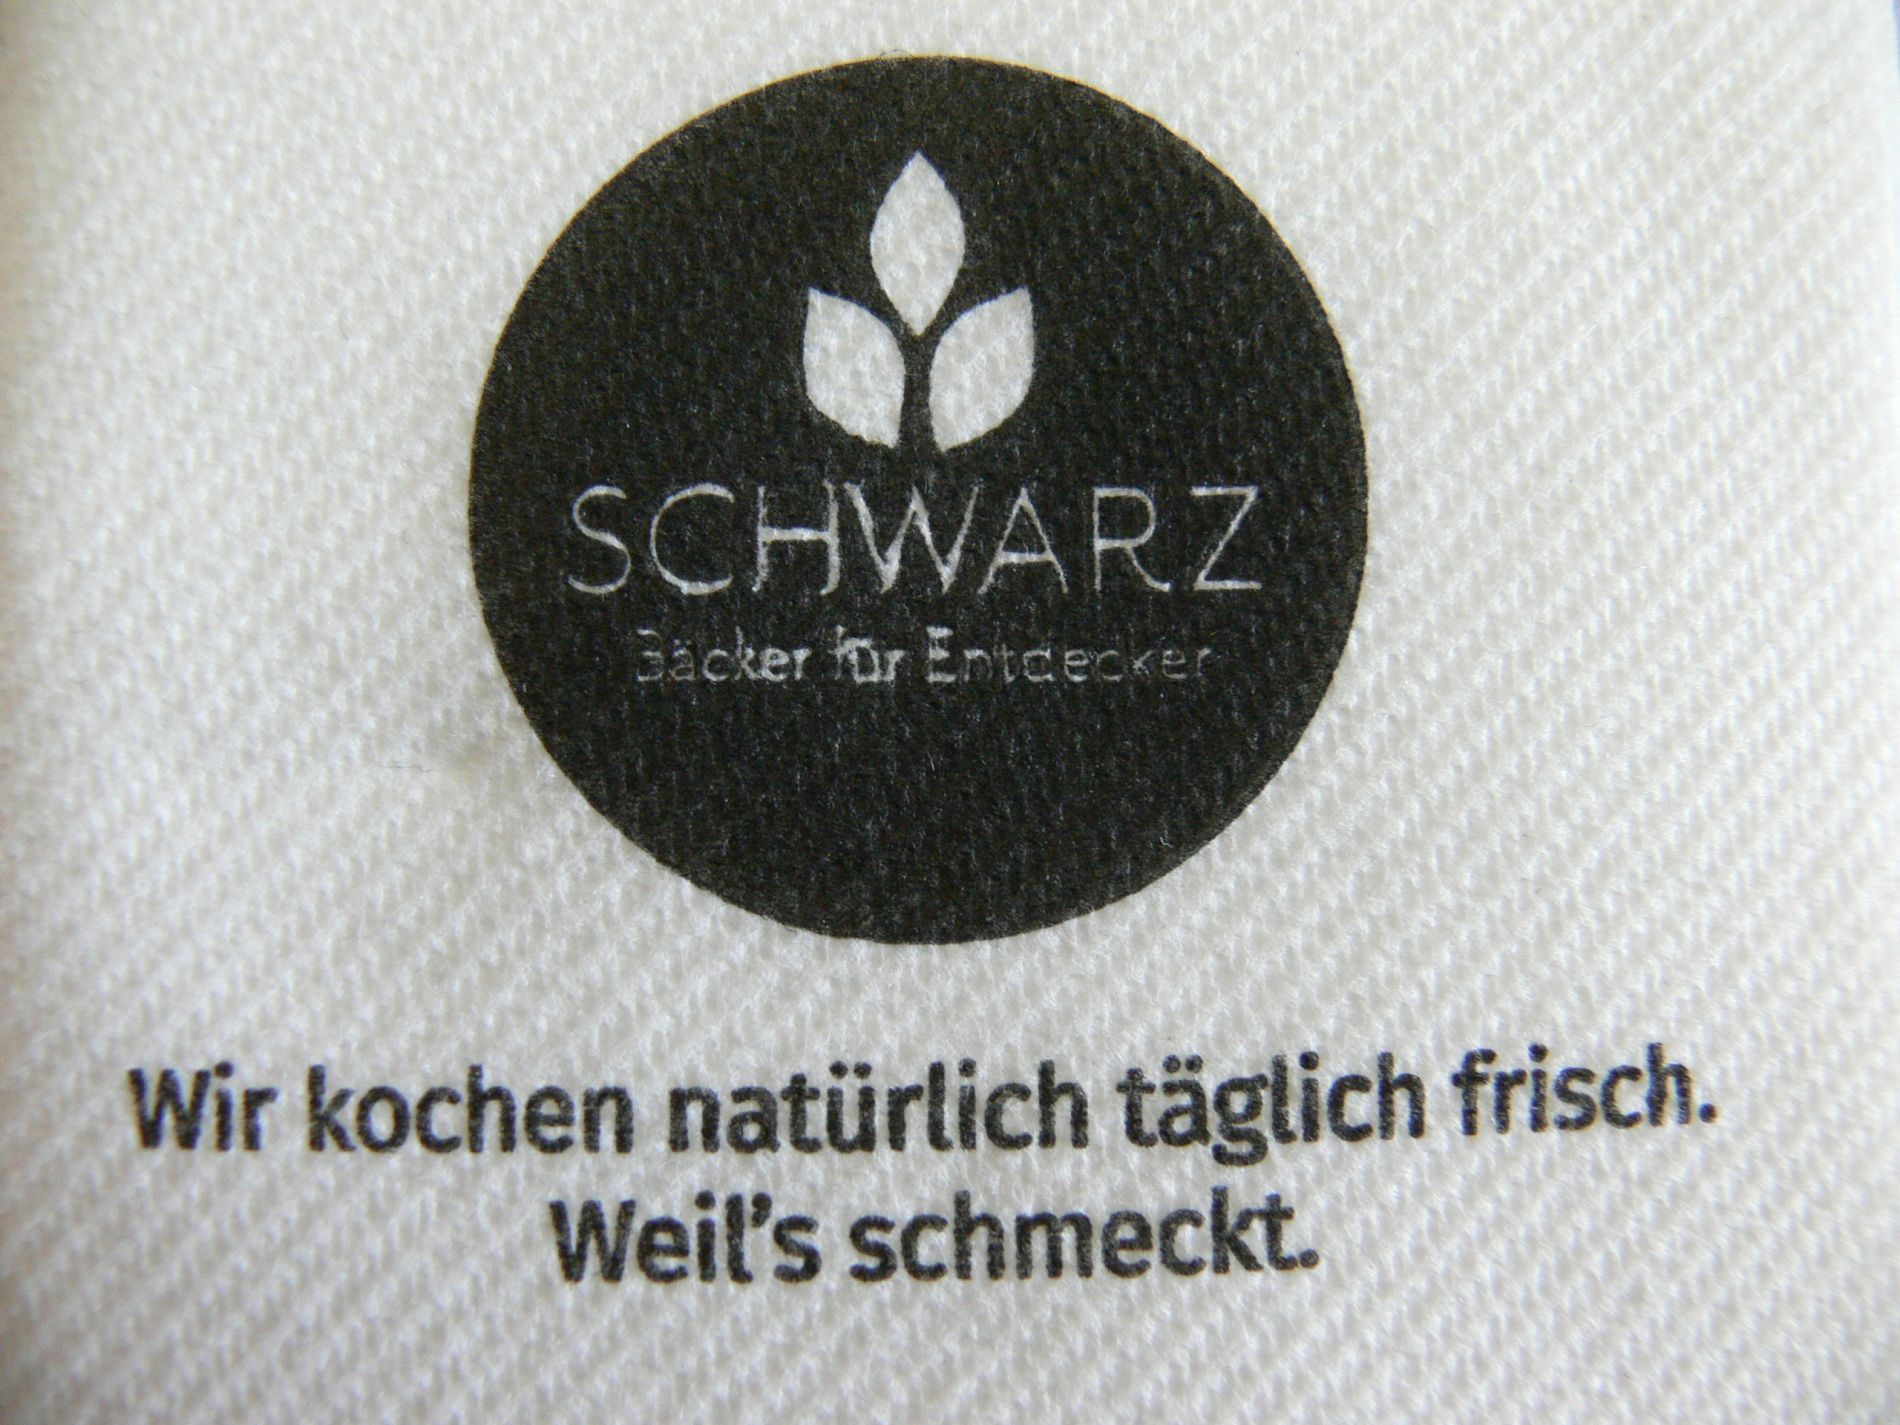 SCHWARZ
Bäcker für Entdecker
Wir kochen natürlich täglich frisch.
Weil's schmeckt.